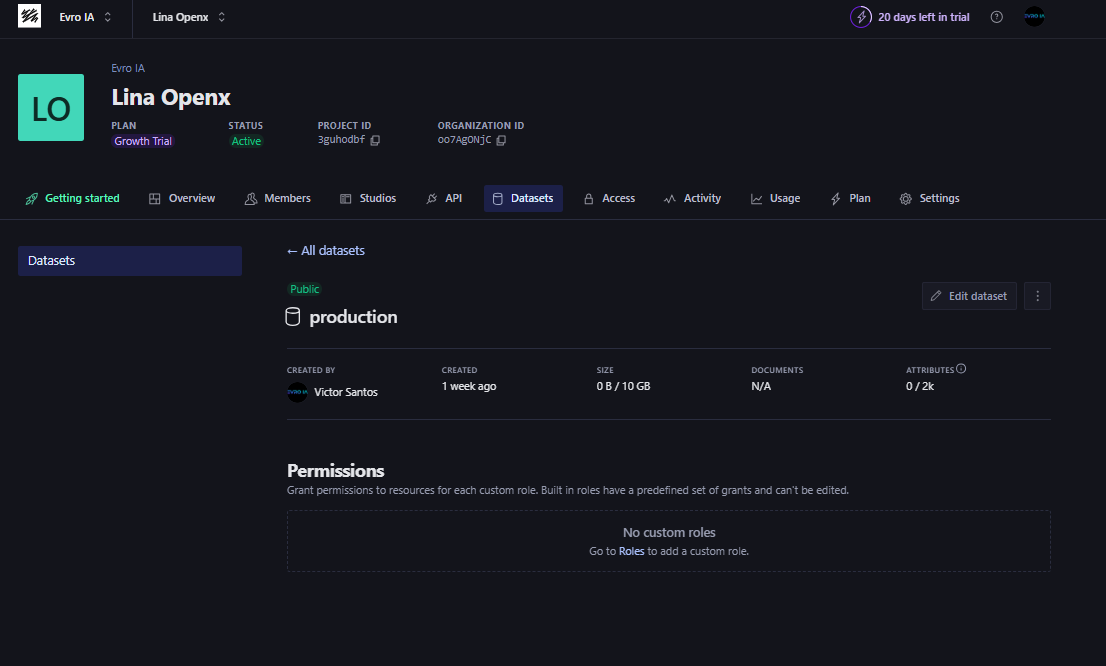 Evro IA Lina Openx 20 days left in trial
Evro IA
LO
Lina Openx
PLAN STATUS PROJECT ID ORGANIZATION ID
Growth Trial Active 3guhodbf oo7AgONjC
Getting started Overview Members Studios API Datasets Access Activity Usage Plan Settings
Datasets
← All datasets
Public
production
Edit dataset
CREATED BY CREATED SIZE DOCUMENTS ATTRIBUTES
Victor Santos 1 week ago 0 B / 10 GB N/A 0 / 2k
Permissions
Grant permissions to resources for each custom role. Built in roles have a predefined set of grants and can't be edited.
No custom roles
Go to Roles to add a custom role.